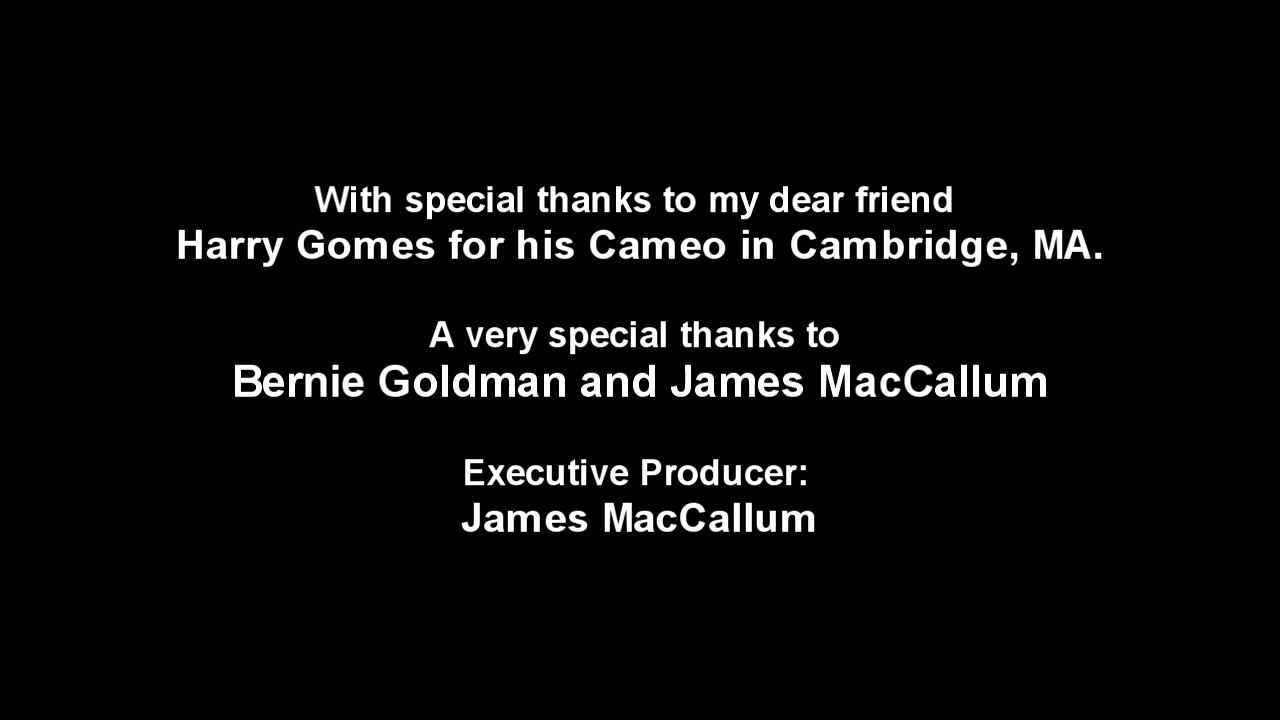 With special thanks to my dear friend
Harry Gomes for his Cameo in Cambridge, MA.
A very special thanks to
Bernie Goldman and James MacCallum
Executive Producer:
James MacCallum